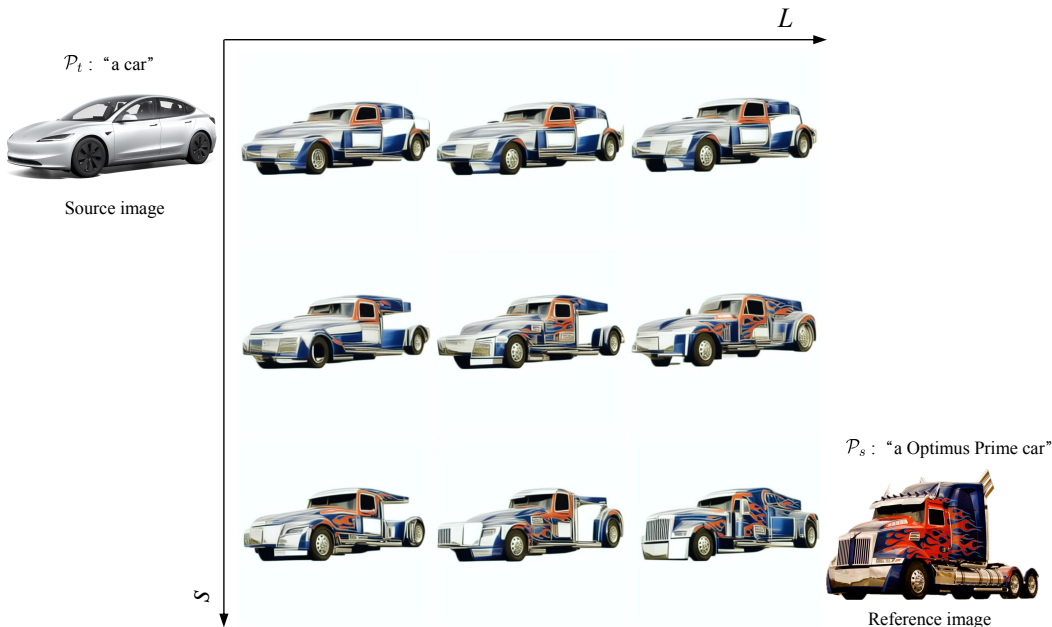 L
𝒫ₜ : “a car”
Source image
𝒫ₛ : “a Optimus Prime car”
S
Reference image